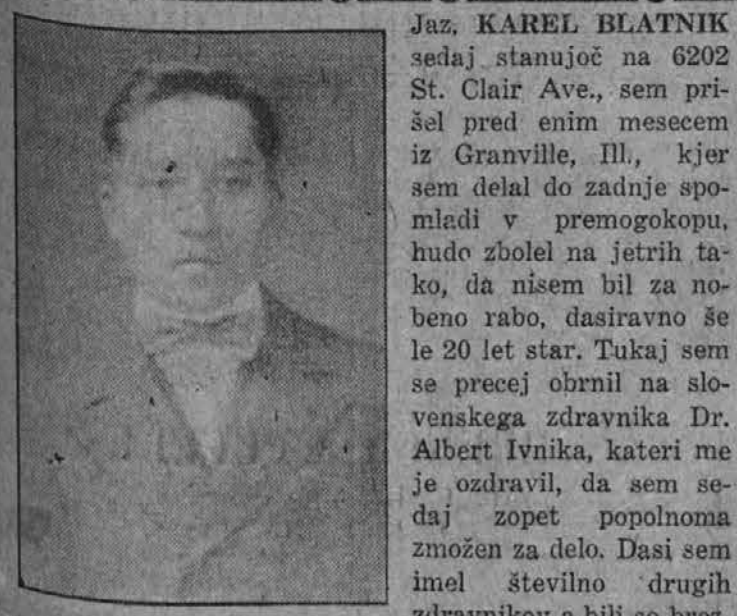 Jaz, KAREL BLATNIK
sedaj stanujoč na 6202
St. Clair Ave., sem pri-
šel pred enim mesecem
iz Granville, Ill., kjer
sem delal do zadnje spo-
mladi v premogokopu,
hudo zbolel na jetrih ta-
ko, da nisem bil za no-
beno rabo, dasiravno še
le 20 let star. Tukaj sem
se precej obrnil na slo-
venskega zdravnika Dr.
Albert Ivnika, kateri me
je ozdravil, da sem se-
daj zopet popolnoma
zmožen za delo. Dasi sem
imel številno drugih
zdravnikov a bili so brez